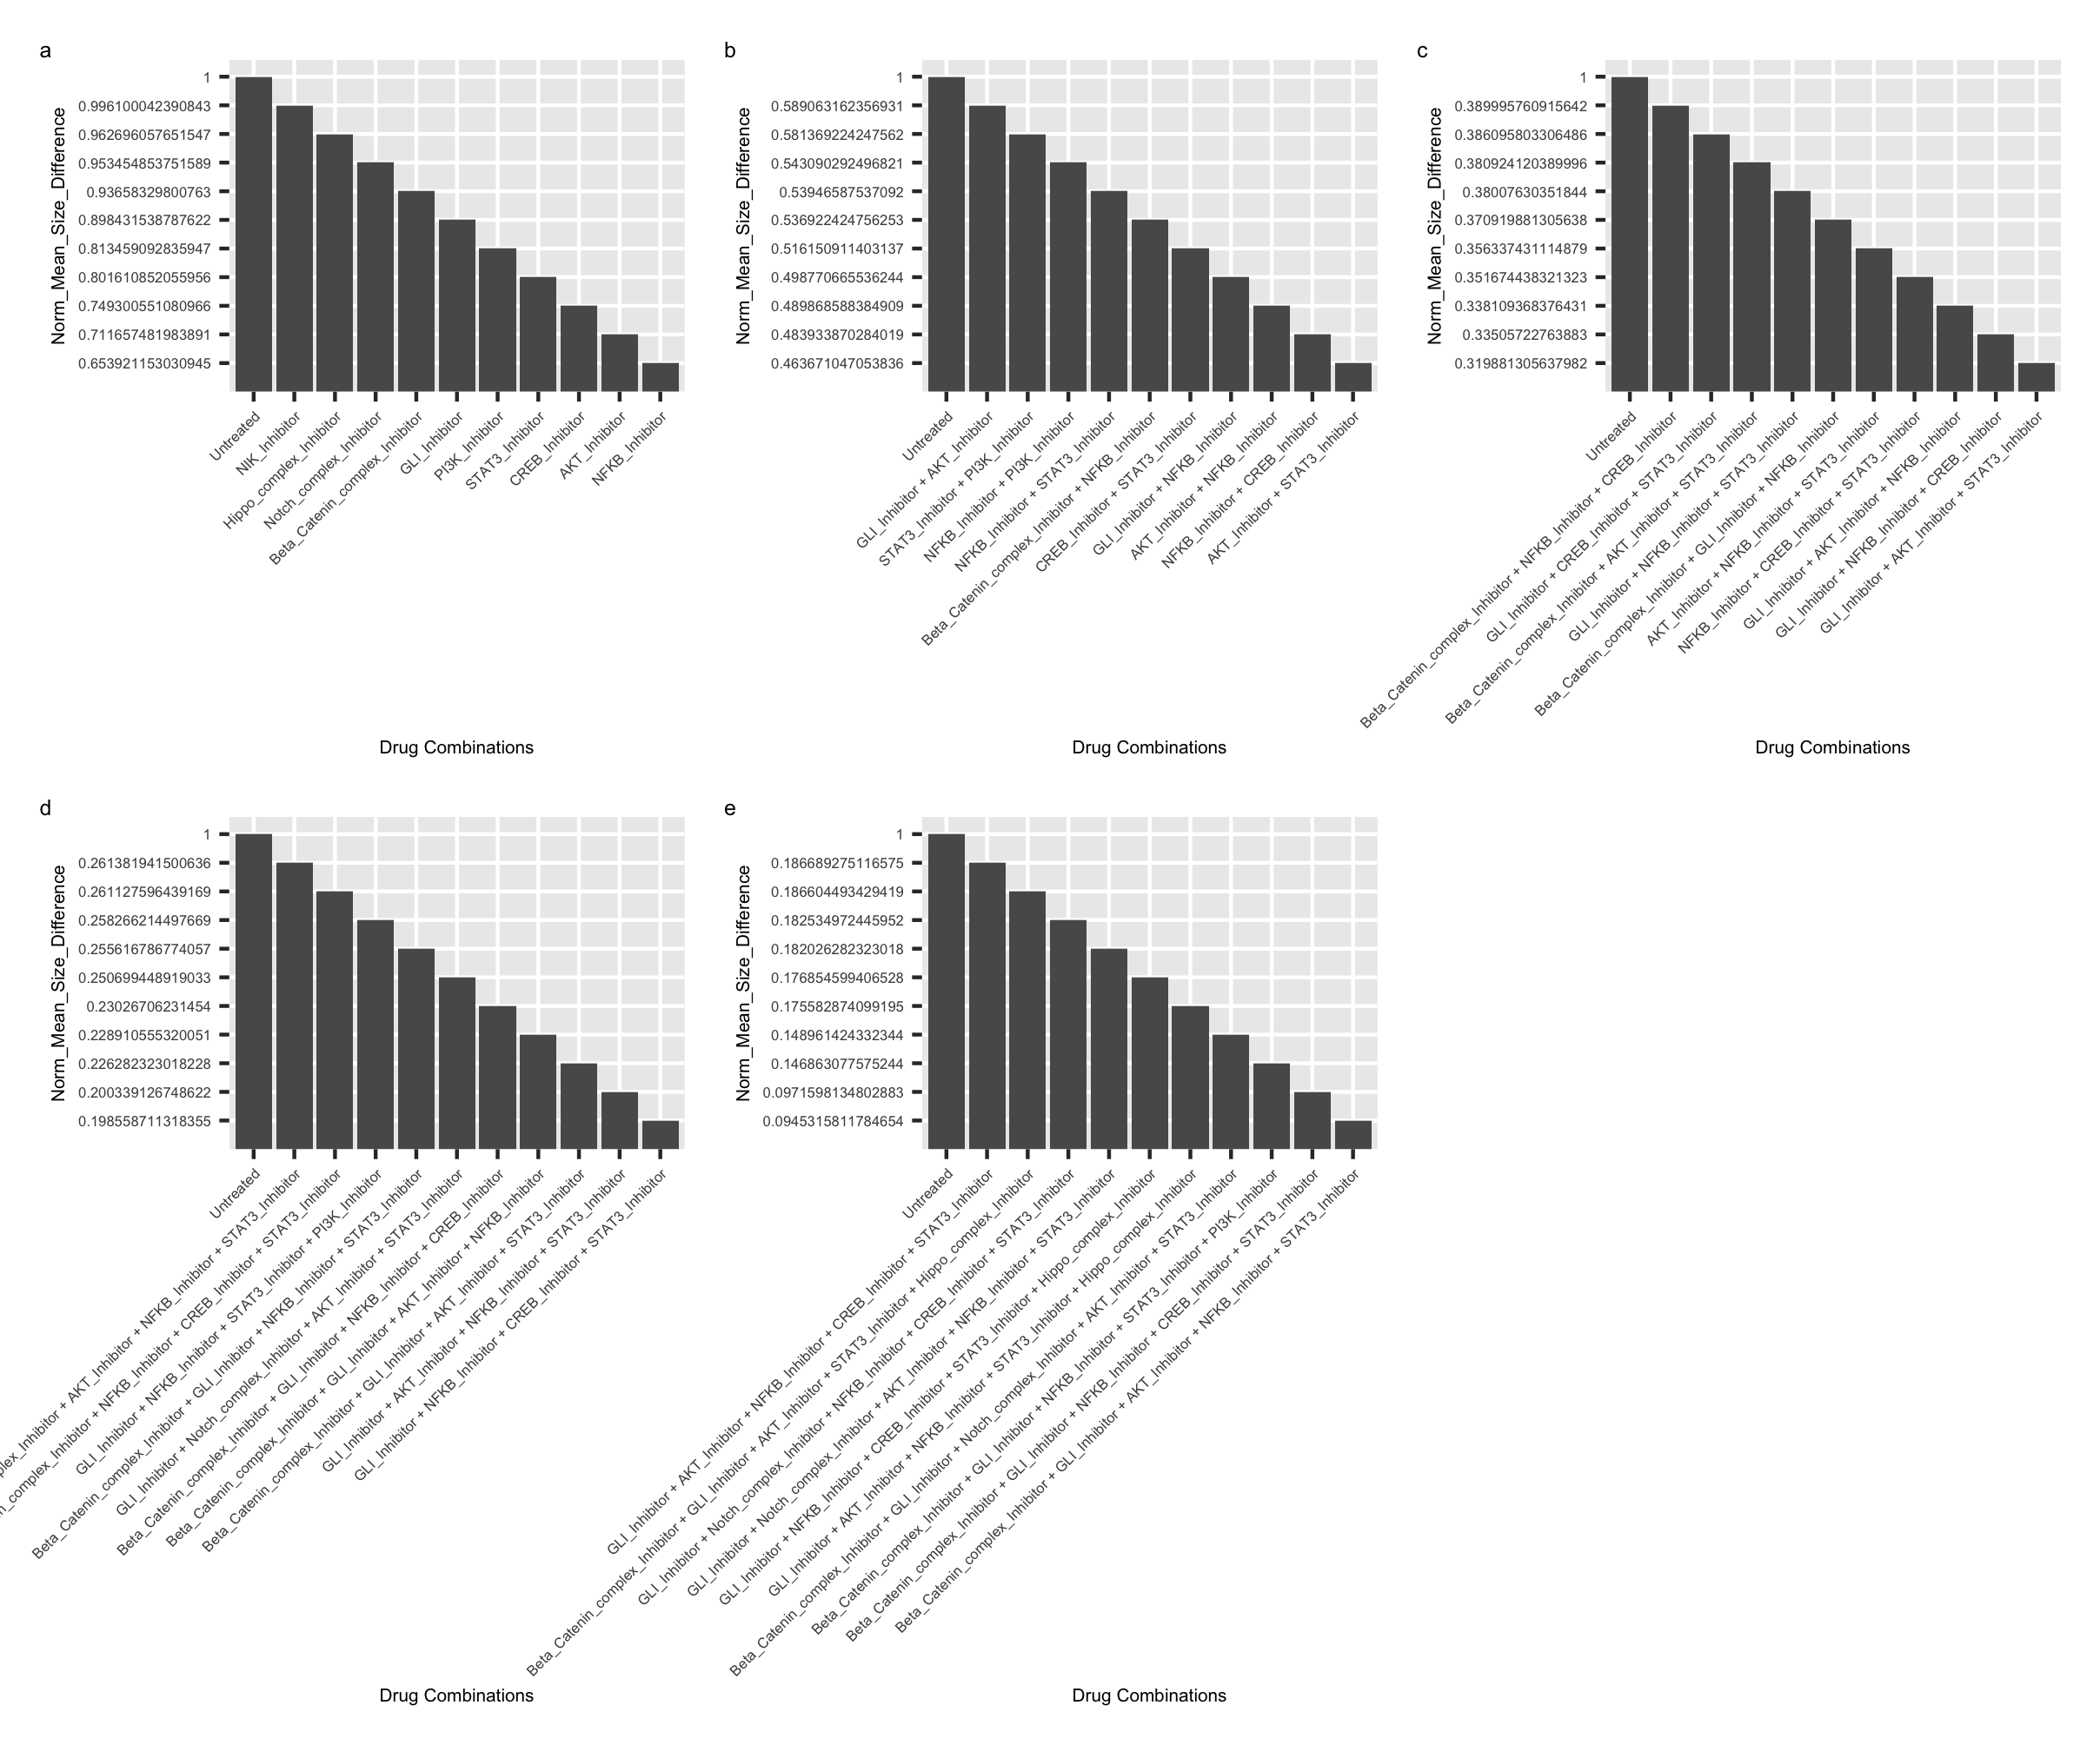 a
Norm_Mean_Size_Difference
1
0.996100042390843
0.962696057651547
0.953454853751589
0.93658329800763
0.898431538787622
0.813459092835947
0.801610852055956
0.749300551080966
0.711657481983891
0.653921153030945
Untreated
NIK_Inhibitor
Hippo_complex_Inhibitor
Notch_complex_Inhibitor
Beta_Catenin_complex_Inhibitor
GLI_Inhibitor
PI3K_Inhibitor
STAT3_Inhibitor
CREB_Inhibitor
AKT_Inhibitor
NFKB_Inhibitor
Drug Combinations
b
Norm_Mean_Size_Difference
1
0.589063162356931
0.581369224247562
0.543090292496821
0.53946587537092
0.536922424756253
0.516150911403137
0.498770665536244
0.489868588384909
0.483933870284019
0.463671047053836
Untreated
GLI_Inhibitor + AKT_Inhibitor
STAT3_Inhibitor + PI3K_Inhibitor
NFKB_Inhibitor + PI3K_Inhibitor
NFKB_Inhibitor + STAT3_Inhibitor
Beta_Catenin_complex_Inhibitor + NFKB_Inhibitor
CREB_Inhibitor + STAT3_Inhibitor
GLI_Inhibitor + NFKB_Inhibitor
AKT_Inhibitor + NFKB_Inhibitor
NFKB_Inhibitor + CREB_Inhibitor
AKT_Inhibitor + STAT3_Inhibitor
Drug Combinations
c
Norm_Mean_Size_Difference
1
0.389995760915642
0.386095803306486
0.380924120389996
0.38007630351844
0.370919881305638
0.356337431114879
0.351674438321323
0.338109368376431
0.33505722763883
0.319881305637982
Untreated
Beta_Catenin_complex_Inhibitor + NFKB_Inhibitor + CREB_Inhibitor
GLI_Inhibitor + CREB_Inhibitor + STAT3_Inhibitor
Beta_Catenin_complex_Inhibitor + AKT_Inhibitor + STAT3_Inhibitor
GLI_Inhibitor + NFKB_Inhibitor + STAT3_Inhibitor
Beta_Catenin_complex_Inhibitor + GLI_Inhibitor + NFKB_Inhibitor
AKT_Inhibitor + NFKB_Inhibitor + STAT3_Inhibitor
NFKB_Inhibitor + CREB_Inhibitor + STAT3_Inhibitor
GLI_Inhibitor + AKT_Inhibitor + NFKB_Inhibitor
GLI_Inhibitor + NFKB_Inhibitor + CREB_Inhibitor
GLI_Inhibitor + AKT_Inhibitor + STAT3_Inhibitor
Drug Combinations
d
Norm_Mean_Size_Difference
1
0.261381941500636
0.261127596439169
0.258266214497669
0.255616786774057
0.250699448919033
0.23026706231454
0.228910555320051
0.226282323018228
0.200339126748622
0.198558711318355
Untreated
plex_Inhibitor + AKT_Inhibitor + NFKB_Inhibitor + STAT3_Inhibitor
n_complex_Inhibitor + NFKB_Inhibitor + CREB_Inhibitor + STAT3_Inhibitor
GLI_Inhibitor + NFKB_Inhibitor + STAT3_Inhibitor + PI3K_Inhibitor
Beta_Catenin_complex_Inhibitor + GLI_Inhibitor + NFKB_Inhibitor + STAT3_Inhibitor
GLI_Inhibitor + Notch_complex_Inhibitor + AKT_Inhibitor + STAT3_Inhibitor
Beta_Catenin_complex_Inhibitor + GLI_Inhibitor + NFKB_Inhibitor + CREB_Inhibitor
Beta_Catenin_complex_Inhibitor + GLI_Inhibitor + AKT_Inhibitor + NFKB_Inhibitor
Beta_Catenin_complex_Inhibitor + GLI_Inhibitor + AKT_Inhibitor + STAT3_Inhibitor
GLI_Inhibitor + AKT_Inhibitor + NFKB_Inhibitor + STAT3_Inhibitor
GLI_Inhibitor + NFKB_Inhibitor + CREB_Inhibitor + STAT3_Inhibitor
Drug Combinations
e
Norm_Mean_Size_Difference
1
0.186689275116575
0.186604493429419
0.182534972445952
0.182026282323018
0.176854599406528
0.175582874099195
0.148961424332344
0.146863077575244
0.0971598134802883
0.0945315811784654
Untreated
GLI_Inhibitor + AKT_Inhibitor + NFKB_Inhibitor + CREB_Inhibitor + STAT3_Inhibitor
Beta_Catenin_complex_Inhibitor + GLI_Inhibitor + AKT_Inhibitor + STAT3_Inhibitor + Hippo_complex_Inhibitor
GLI_Inhibitor + Notch_complex_Inhibitor + NFKB_Inhibitor + CREB_Inhibitor + STAT3_Inhibitor
GLI_Inhibitor + Notch_complex_Inhibitor + AKT_Inhibitor + NFKB_Inhibitor + STAT3_Inhibitor
GLI_Inhibitor + NFKB_Inhibitor + CREB_Inhibitor + STAT3_Inhibitor + Hippo_complex_Inhibitor
GLI_Inhibitor + AKT_Inhibitor + NFKB_Inhibitor + STAT3_Inhibitor + Hippo_complex_Inhibitor
Beta_Catenin_complex_Inhibitor + GLI_Inhibitor + Notch_complex_Inhibitor + AKT_Inhibitor + STAT3_Inhibitor
Beta_Catenin_complex_Inhibitor + GLI_Inhibitor + NFKB_Inhibitor + STAT3_Inhibitor + PI3K_Inhibitor
Beta_Catenin_complex_Inhibitor + GLI_Inhibitor + NFKB_Inhibitor + CREB_Inhibitor + STAT3_Inhibitor
Beta_Catenin_complex_Inhibitor + GLI_Inhibitor + AKT_Inhibitor + NFKB_Inhibitor + STAT3_Inhibitor
Drug Combinations